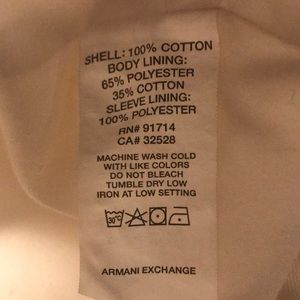 SHELL: 100% COTTON
BODY LINING:
65% POLYESTER
35% COTTON
SLEEVE LINING:
100% POLYESTER
RN# 91714
CA# 32528
MACHINE WASH COLD
WITH LIKE COLORS
DO NOT BLEACH
TUMBLE DRY LOW
IRON AT LOW SETTING
30°C
ARMANI EXCHANGE